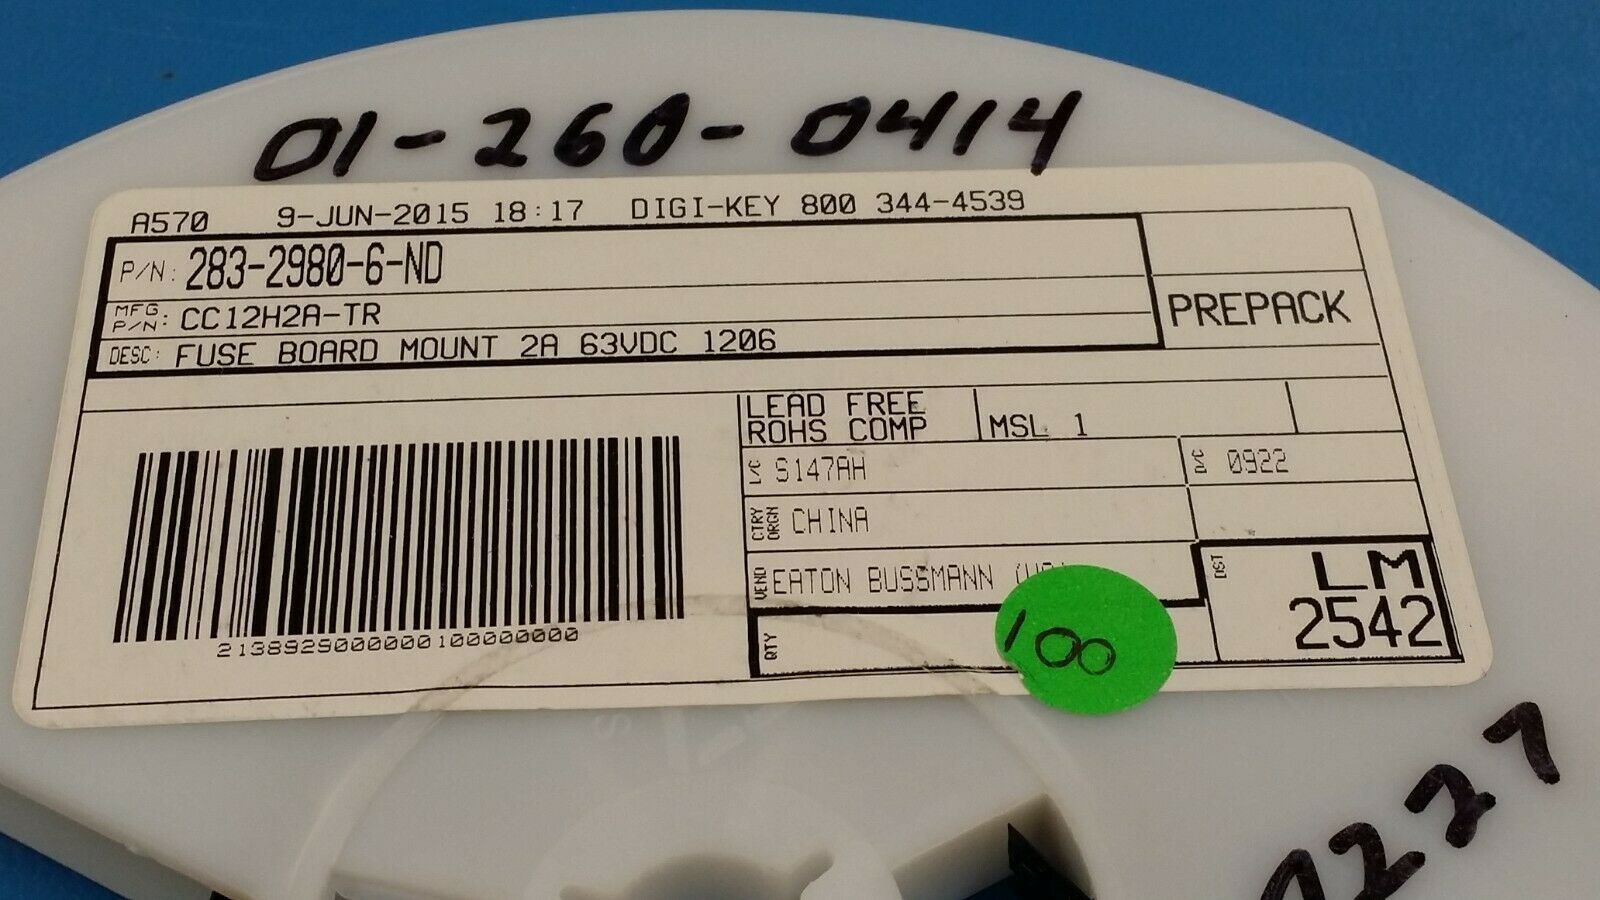 01-260-0414
A570 9-JUN-2015 18:17 DIGI-KEY 800 344-4539
P/N: 283-2980-6-ND
MFG P/N: CC12H2A-TR
DESC: FUSE BOARD MOUNT 2A 63VDC 1206
PREPACK
LEAD FREE
ROHS COMP
MSL 1
L/C S147AH
D/C 0922
CTRY ORGN CHINA
VEND EATON BUSSMANN
DST LM
2542
QTY
100
2138929000000100000000
227